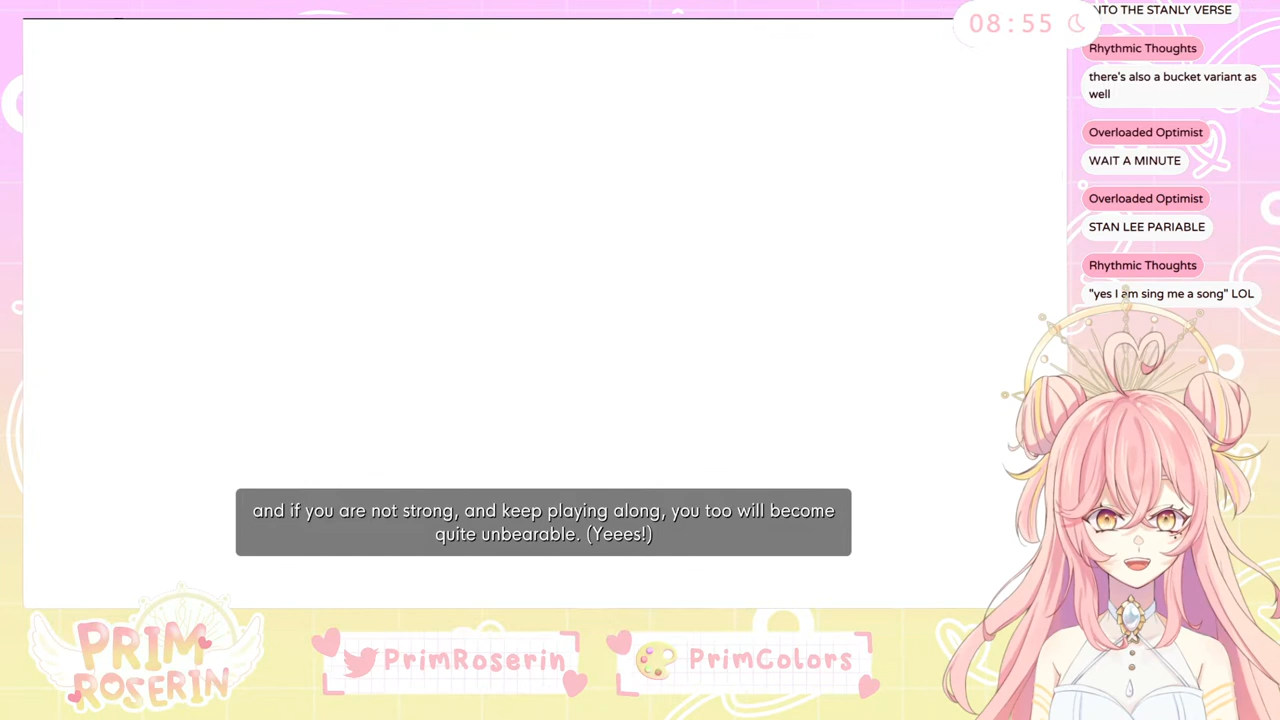 08:55
NTO THE STANLY VERSE
Rhythmic Thoughts
there's also a bucket variant as
well
Overloaded Optimist
WAIT A MINUTE
Overloaded Optimist
STAN LEE PARIABLE
Rhythmic Thoughts
"yes I am sing me a song" LOL
and if you are not strong, and keep playing along, you too will become
quite unbearable. (Yeees!)
PRIM
ROSERIN
PrimRoserin
PrimColors